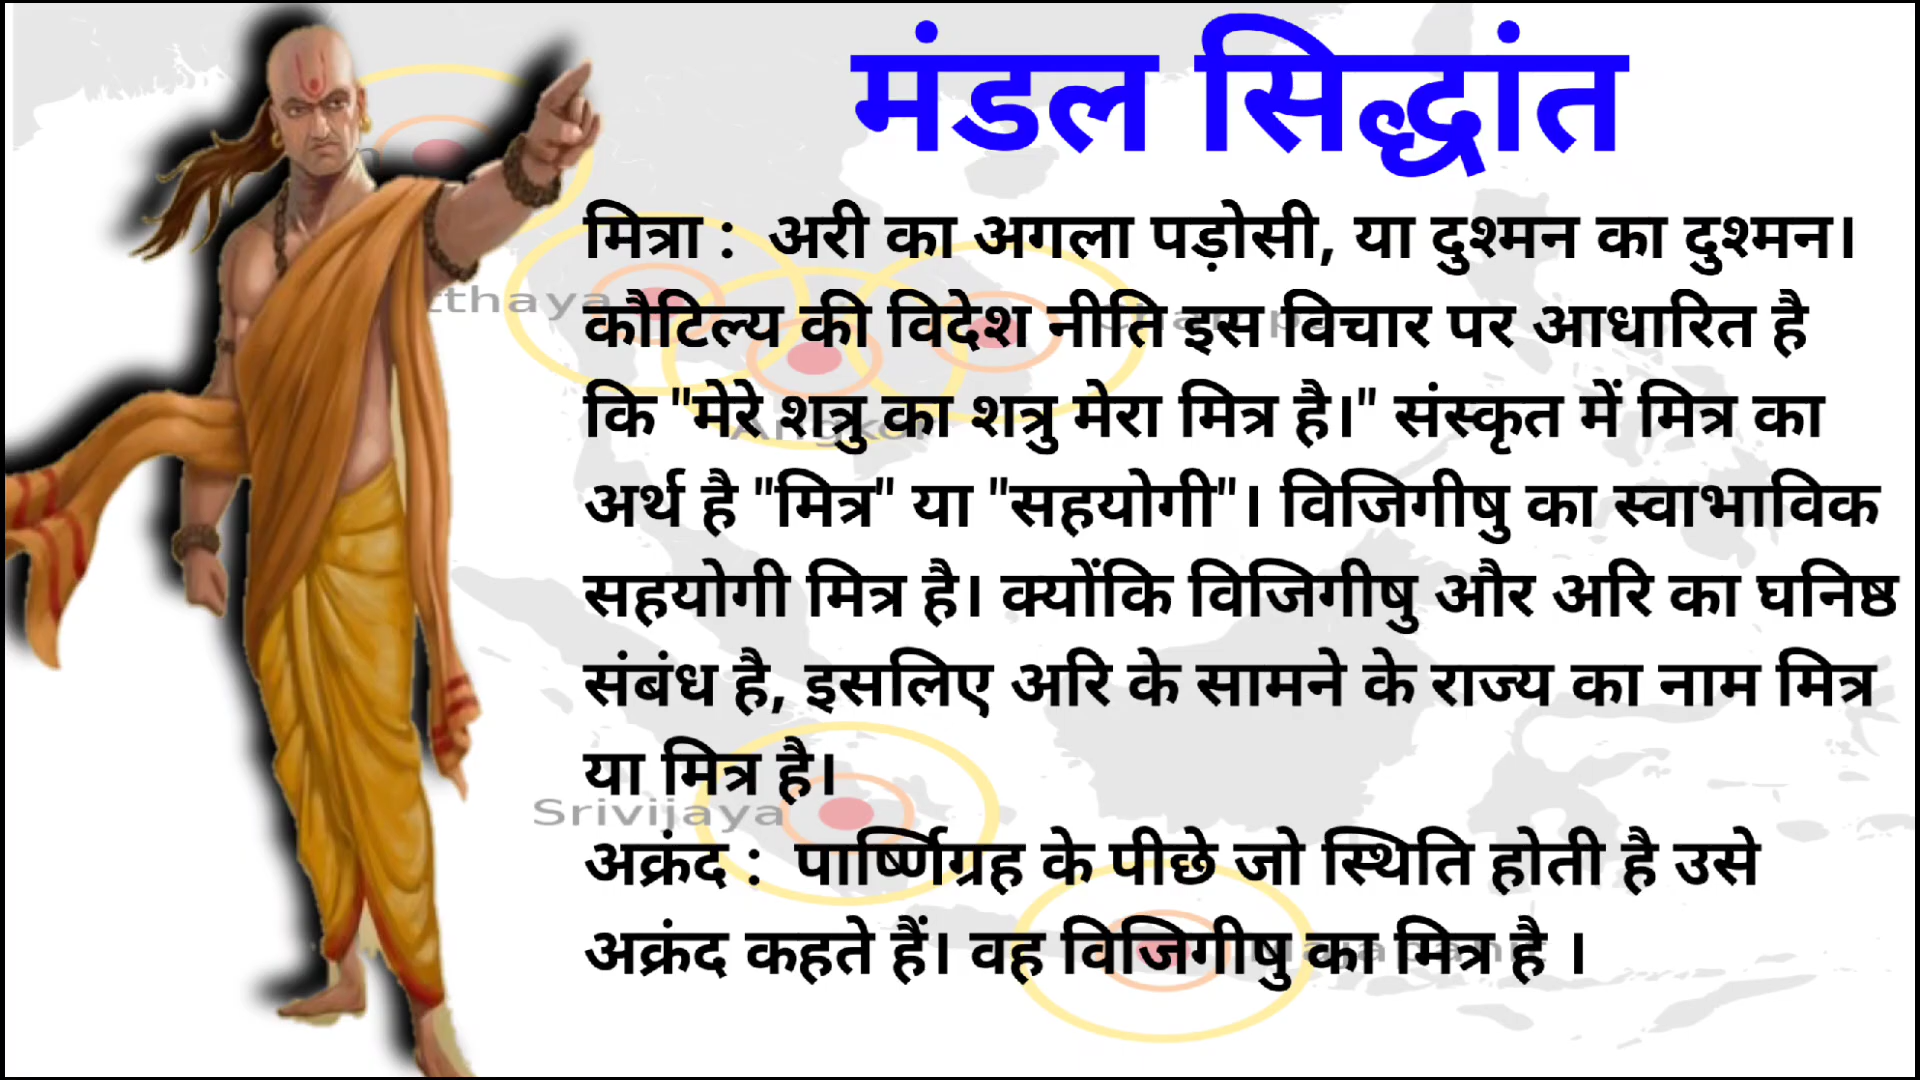 मंडल सिद्धांत
मित्रा : अरी का अगला पड़ोसी, या दुश्मन का दुश्मन।
कौटिल्य की विदेश नीति इस विचार पर आधारित है
कि "मेरे शत्रु का शत्रु मेरा मित्र है।" संस्कृत में मित्र का
अर्थ है "मित्र" या "सहयोगी"। विजिगीषु का स्वाभाविक
सहयोगी मित्र है। क्योंकि विजिगीषु और अरि का घनिष्ठ
संबंध है, इसलिए अरि के सामने के राज्य का नाम मित्र
या मित्र है।
Srivijaya
अक्रंद : पार्ष्णिग्रह के पीछे जो स्थिति होती है उसे
अक्रंद कहते हैं। वह विजिगीषु का मित्र है ।